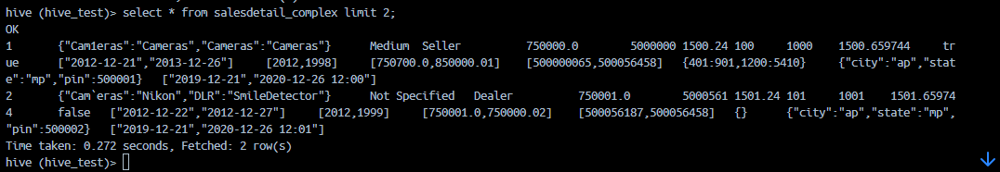 hive (hive_test)> select * from salesdetail_complex limit 2;
OK
1 {"Cam1eras":"Cameras","Cameras":"Cameras"} Medium Seller 750000.0 5000000 1500.24 100 1000 1500.659744 tr
ue ["2012-12-21","2013-12-26"] [2012,1998] [750700.0,850000.01] [500000065,500056458] {401:901,1200:5410} {"city":"ap","stat
e":"mp","pin":500001} ["2019-12-21","2020-12-26 12:00"]
2 {"Cam`eras":"Nikon","DLR":"SmileDetector"} Not Specified Dealer 750001.0 5000561 1501.24 101 1001 1501.65974
4 false ["2012-12-22","2012-12-27"] [2012,1999] [750001.0,750000.02] [500056187,500056458] {} {"city":"ap","state":"mp",
"pin":500002} ["2019-12-21","2020-12-26 12:01"]
Time taken: 0.272 seconds, Fetched: 2 row(s)
hive (hive_test)>